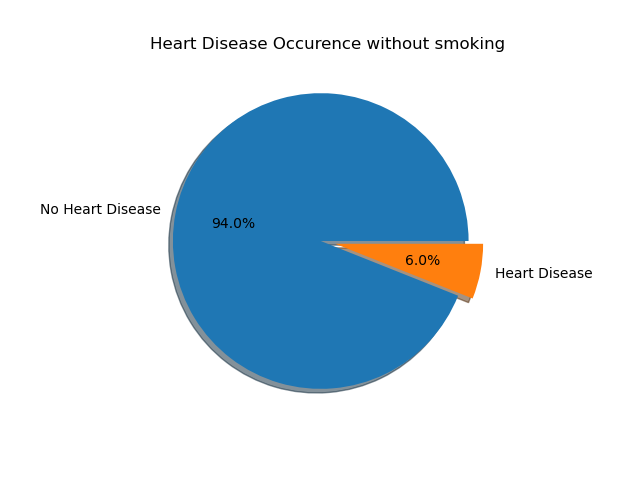 Heart Disease Occurence without smoking
No Heart Disease
94.0%
6.0%
Heart Disease